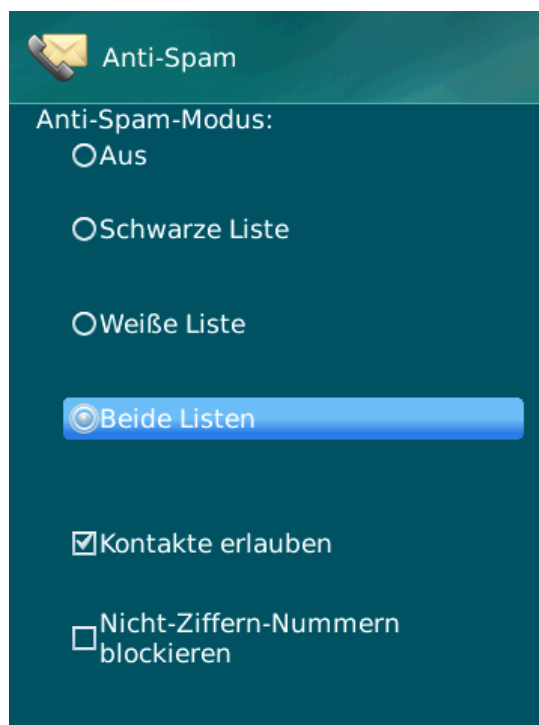 Anti-Spam
Anti-Spam-Modus:
Aus
Schwarze Liste
Weiße Liste
Beide Listen
Kontakte erlauben
Nicht-Ziffern-Nummern
blockieren